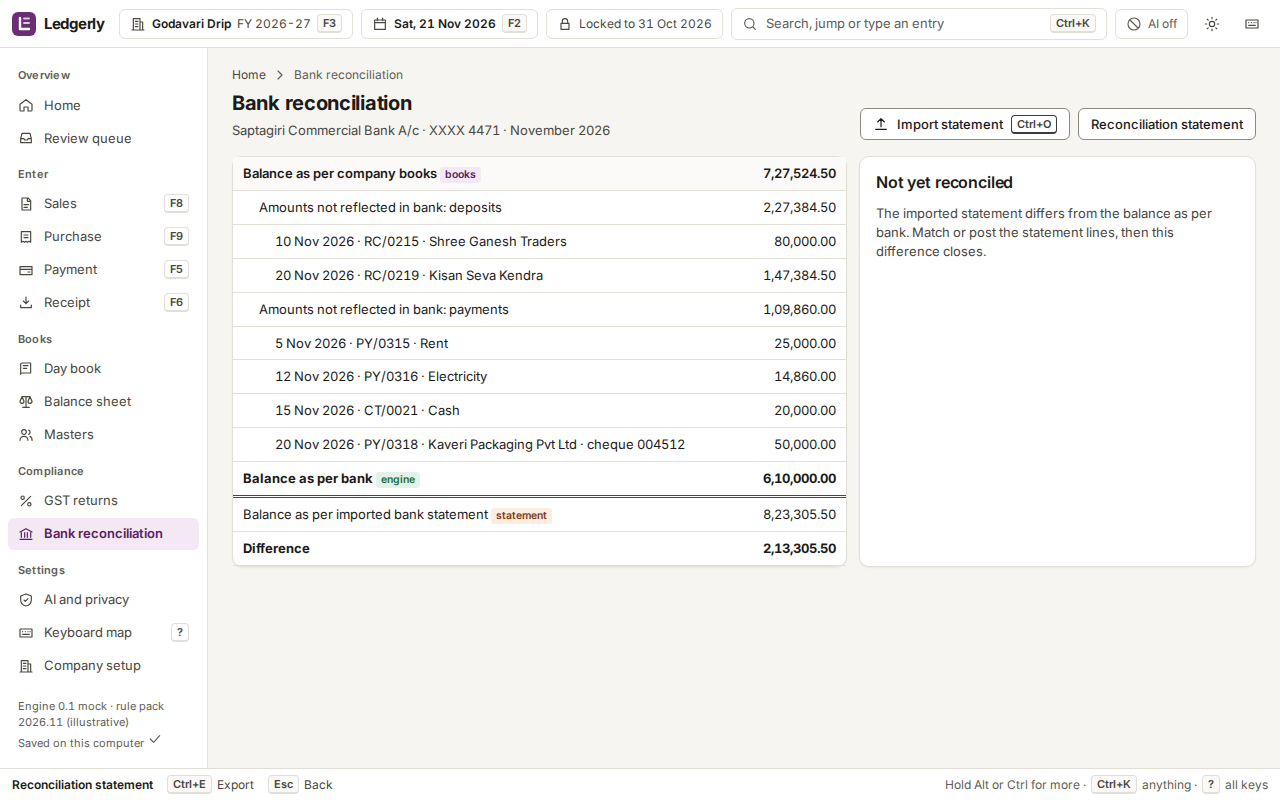 Ledgerly
Godavari Drip FY 2026-27 F3
Sat, 21 Nov 2026 F2
Locked to 31 Oct 2026
Search, jump or type an entry Ctrl+K
AI off
Overview
Home
Review queue
Enter
Sales F8
Purchase F9
Payment F5
Receipt F6
Books
Day book
Balance sheet
Masters
Compliance
GST returns
Bank reconciliation
Settings
AI and privacy
Keyboard map ?
Company setup
Engine 0.1 mock · rule pack
2026.11 (illustrative)
Saved on this computer
Home > Bank reconciliation
Bank reconciliation
Saptagiri Commercial Bank A/c · XXXX 4471 · November 2026
Import statement Ctrl+O
Reconciliation statement
Balance as per company books books 7,27,524.50
Amounts not reflected in bank: deposits 2,27,384.50
10 Nov 2026 · RC/0215 · Shree Ganesh Traders 80,000.00
20 Nov 2026 · RC/0219 · Kisan Seva Kendra 1,47,384.50
Amounts not reflected in bank: payments 1,09,860.00
5 Nov 2026 · PY/0315 · Rent 25,000.00
12 Nov 2026 · PY/0316 · Electricity 14,860.00
15 Nov 2026 · CT/0021 · Cash 20,000.00
20 Nov 2026 · PY/0318 · Kaveri Packaging Pvt Ltd · cheque 004512 50,000.00
Balance as per bank engine 6,10,000.00
Balance as per imported bank statement statement 8,23,305.50
Difference 2,13,305.50
Not yet reconciled
The imported statement differs from the balance as per
bank. Match or post the statement lines, then this
difference closes.
Reconciliation statement Ctrl+E Export Esc Back
Hold Alt or Ctrl for more · Ctrl+K anything · ? all keys